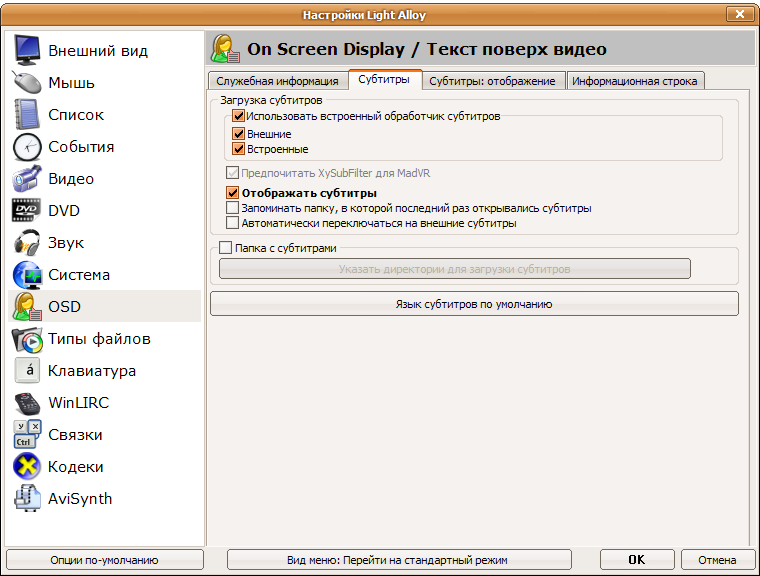 Настройки Light Alloy
Внешний вид
Мышь
Список
События
Видео
DVD
DVD
Звук
Система
OSD
Типы файлов
á
Клавиатура
WinLIRC
Y X
Ctrl
Связки
Кодеки
AviSynth
On Screen Display / Текст поверх видео
Служебная информация
Субтитры
Субтитры: отображение
Информационная строка
Загрузка субтитров
Использовать встроенный обработчик субтитров
Внешние
Встроенные
Предпочитать XySubFilter для MadVR
Отображать субтитры
Запоминать папку, в которой последний раз открывались субтитры
Автоматически переключаться на внешние субтитры
Папка с субтитрами
Указать директории для загрузки субтитров
Язык субтитров по умолчанию
Опции по-умолчанию
Вид меню: Перейти на стандартный режим
OK
Отмена